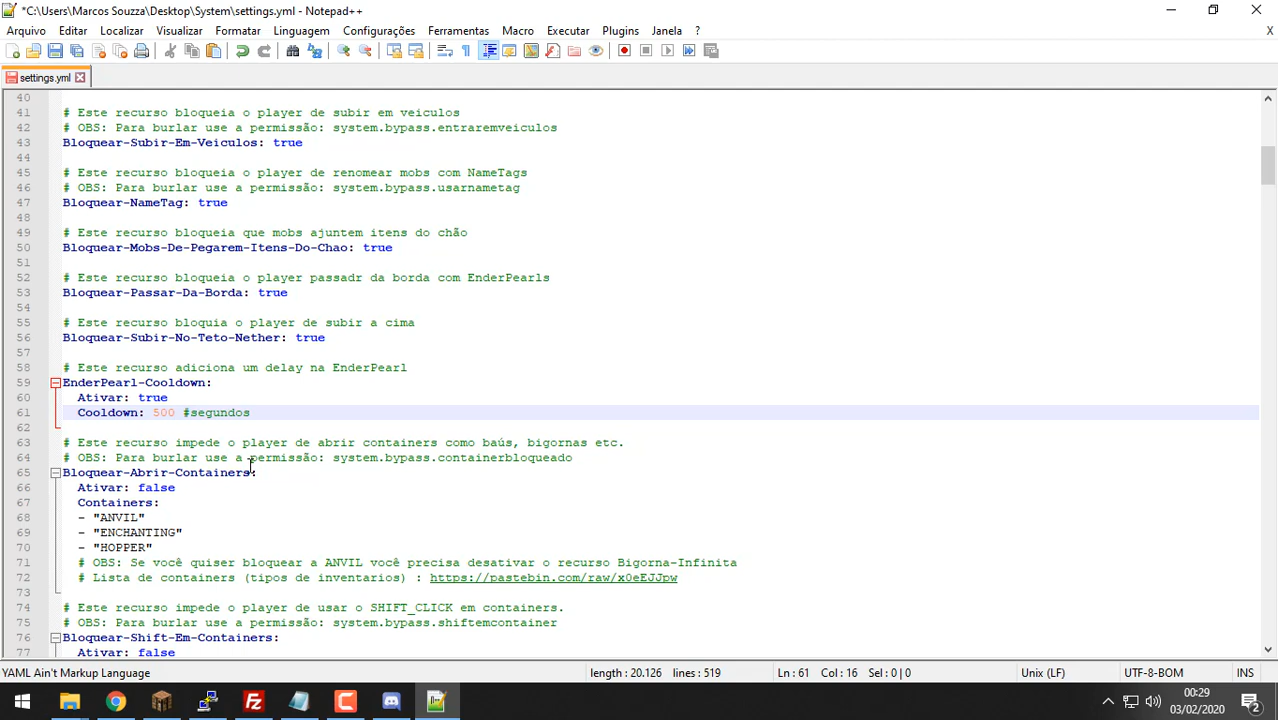 *C:\Users\Marcos Souza\Desktop\System\settings.yml - Notepad++
Arquivo Editar Localizar Visualizar Formatar Linguagem Configurações Ferramentas Macro Executar Plugins Janela ? X
settings.yml
40
41 # Este recurso bloqueia o player de subir em veiculos
42 # OBS: Para burlar use a permissão: system.bypass.entraremveiculos
43 Bloquear-Subir-Em-Veiculos: true
44
45 # Este recurso bloqueia o player de renomear mobs com NameTags
46 # OBS: Para burlar use a permissão: system.bypass.usarnametag
47 Bloquear-NameTag: true
48
49 # Este recurso bloqueia que mobs ajuntem itens do chão
50 Bloquear-Mobs-De-Pegarem-Itens-Do-Chao: true
51
52 # Este recurso bloqueia o player passadr da borda com EnderPearls
53 Bloquear-Passar-Da-Borda: true
54
55 # Este recurso bloquia o player de subir a cima
56 Bloquear-Subir-No-Teto-Nether: true
57
58 # Este recurso adiciona um delay na EnderPearl
59 EnderPearl-Cooldown:
60 Ativar: true
61 Cooldown: 500 #segundos
62
63 # Este recurso impede o player de abrir containers como baús, bigornas etc.
64 # OBS: Para burlar use a permissão: system.bypass.containerbloqueado
65 Bloquear-Abrir-Containers:
66 Ativar: false
67 Containers:
68 - "ANVIL"
69 - "ENCHANTING"
70 - "HOPPER"
71 # OBS: Se você quiser bloquear a ANVIL você precisa desativar o recurso Bigorna-Infinita
72 # Lista de containers (tipos de inventarios) : https://pastebin.com/raw/x0eEJJpw
73
74 # Este recurso impede o player de usar o SHIFT_CLICK em containers.
75 # OBS: Para burlar use a permissão: system.bypass.shiftemcontainer
76 Bloquear-Shift-Em-Containers:
77 Ativar: false
YAML Ain't Markup Language length : 20.126 lines : 519 Ln : 61 Col : 16 Sel : 0 | 0 Unix (LF) UTF-8-BOM INS
00:29
03/02/2020
2